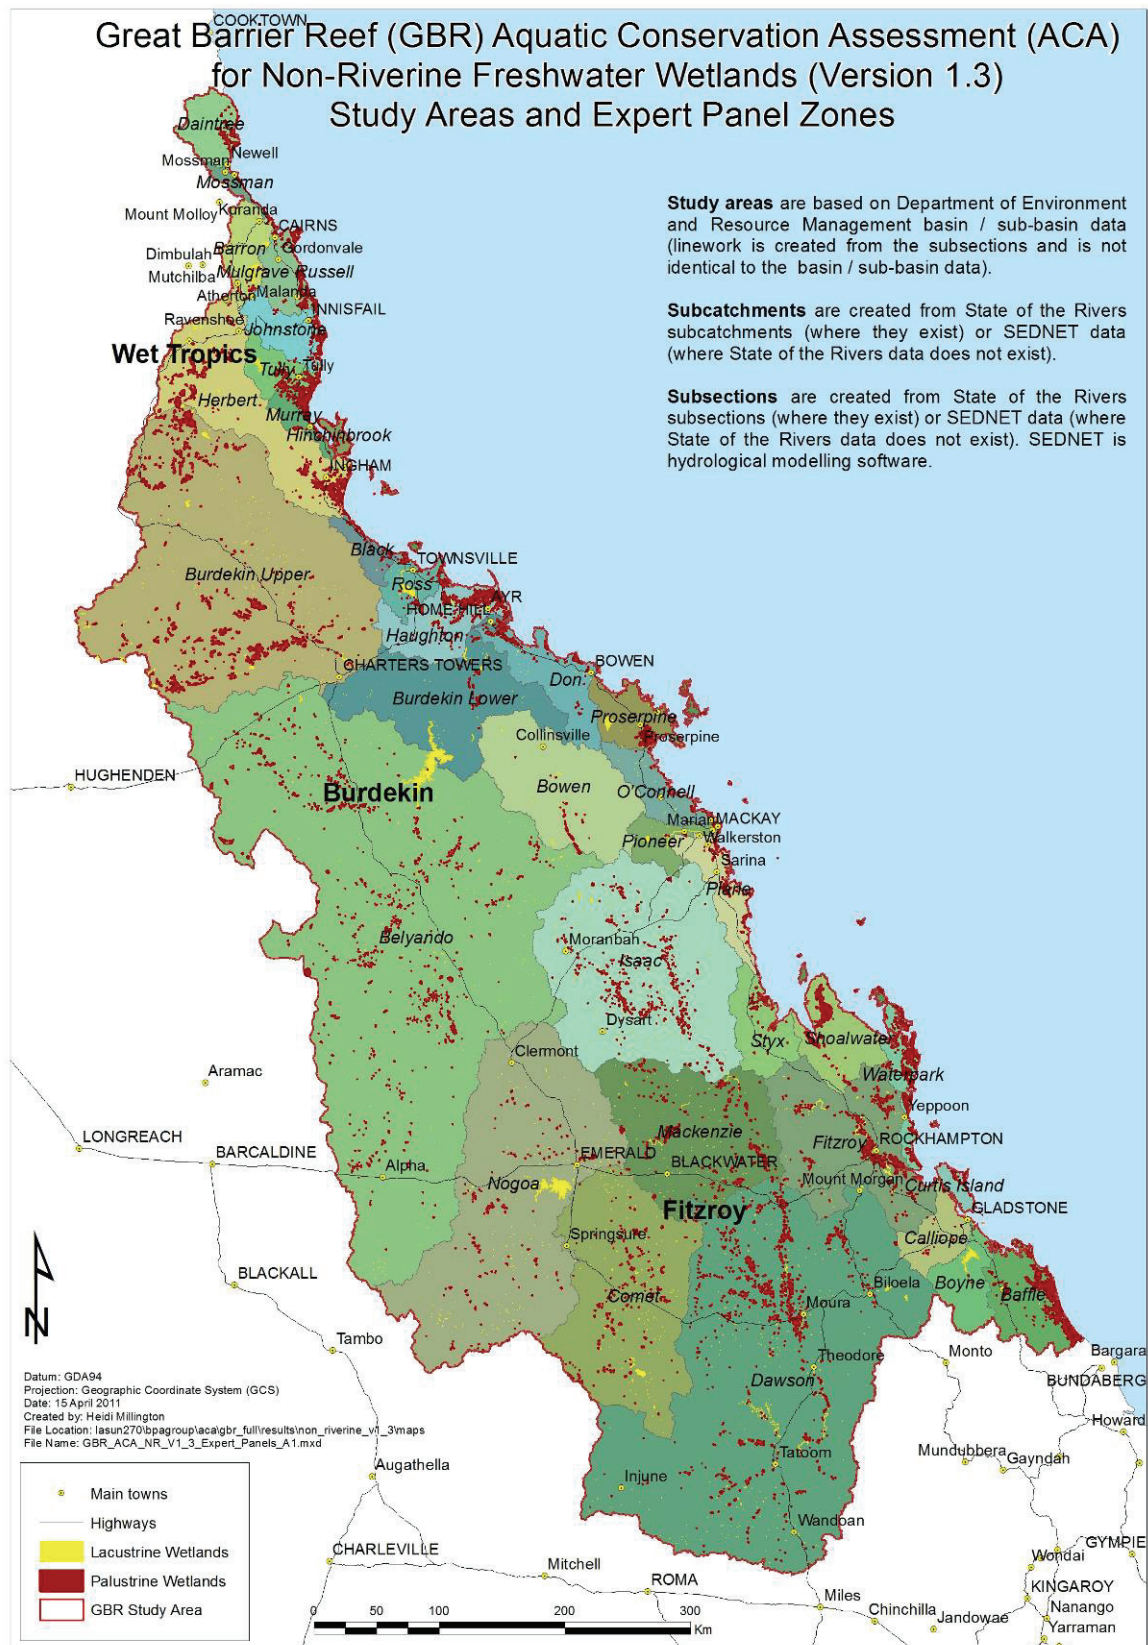 COOKTOWN
Great Barrier Reef (GBR) Aquatic Conservation Assessment (ACA)
for Non-Riverine Freshwater Wetlands (Version 1.3)
Study Areas and Expert Panel Zones
Daintree
Newell
Mossman
Mossman
Study areas are based on Department of Environment
and Resource Management basin / sub-basin data
(linework is created from the subsections and is not
identical to the basin / sub-basin data).
Subcatchments are created from State of the Rivers
subcatchments (where they exist) or SEDNET data
(where State of the Rivers data does not exist).
Subsections are created from State of the Rivers
subsections (where they exist) or SEDNET data (where
State of the Rivers data does not exist). SEDNET is
hydrological modelling software.
Mount Molloy
Kuranda
CAIRNS
Dimbulah
Barron
Gordonvale
Mutchilba
Mulgrave Russell
Atherton
Malanda
Ravenshoe
INNISFAIL
Johnstone
Wet Tropics
Tully
Tully
Herbert
Murray
Hinchinbrook
INGHAM
Black
TOWNSVILLE
Burdekin Upper
Ross
AYR
HOME HILL
Haughton
CHARTERS TOWERS
BOWEN
Don
Burdekin Lower
Proserpine
Proserpine
Collinsville
HUGHENDEN
Burdekin
Bowen
O'Connell
Marian
MACKAY
Pioneer
Walkerston
Sarina
Plane
Belyando
Moranbah
Isaac
Dysart
Styx
Shoalwater
Clermont
Waterpark
Aramac
Yeppoon
Mackenzie
Fitzroy
ROCKHAMPTON
LONGREACH
BARCALDINE
Alpha
EMERALD
BLACKWATER
Nogoa
Mount Morgan
Curtis Island
Fitzroy
GLADSTONE
Springsure
Calliope
BLACKALL
Comet
Biloela
Boyne
Baffle
Moura
Tambo
Theodore
Monto
Bargara
Dawson
BUNDABERG
Datum: GDA94
Projection: Geographic Coordinate System (GCS)
Date: 15 April 2011
Created by: Heidi Millington
File Location: lasun270\bpagroup\aca\gbr_full\results\non_riverine_v1_3\maps
File Name: GBR_ACA_NR_V1_3_Expert_Panels_A1.mxd
Howard
Mundubbera
Gayndah
Taroom
Augathella
Injune
Main towns
Highways
Lacustrine Wetlands
Palustrine Wetlands
GBR Study Area
Wandoan
CHARLEVILLE
Mitchell
GYMPIE
Wondai
ROMA
KINGAROY
Miles
Nanango
Chinchilla
Jandowae
Yarraman
0 50 100 200 300
Km
N